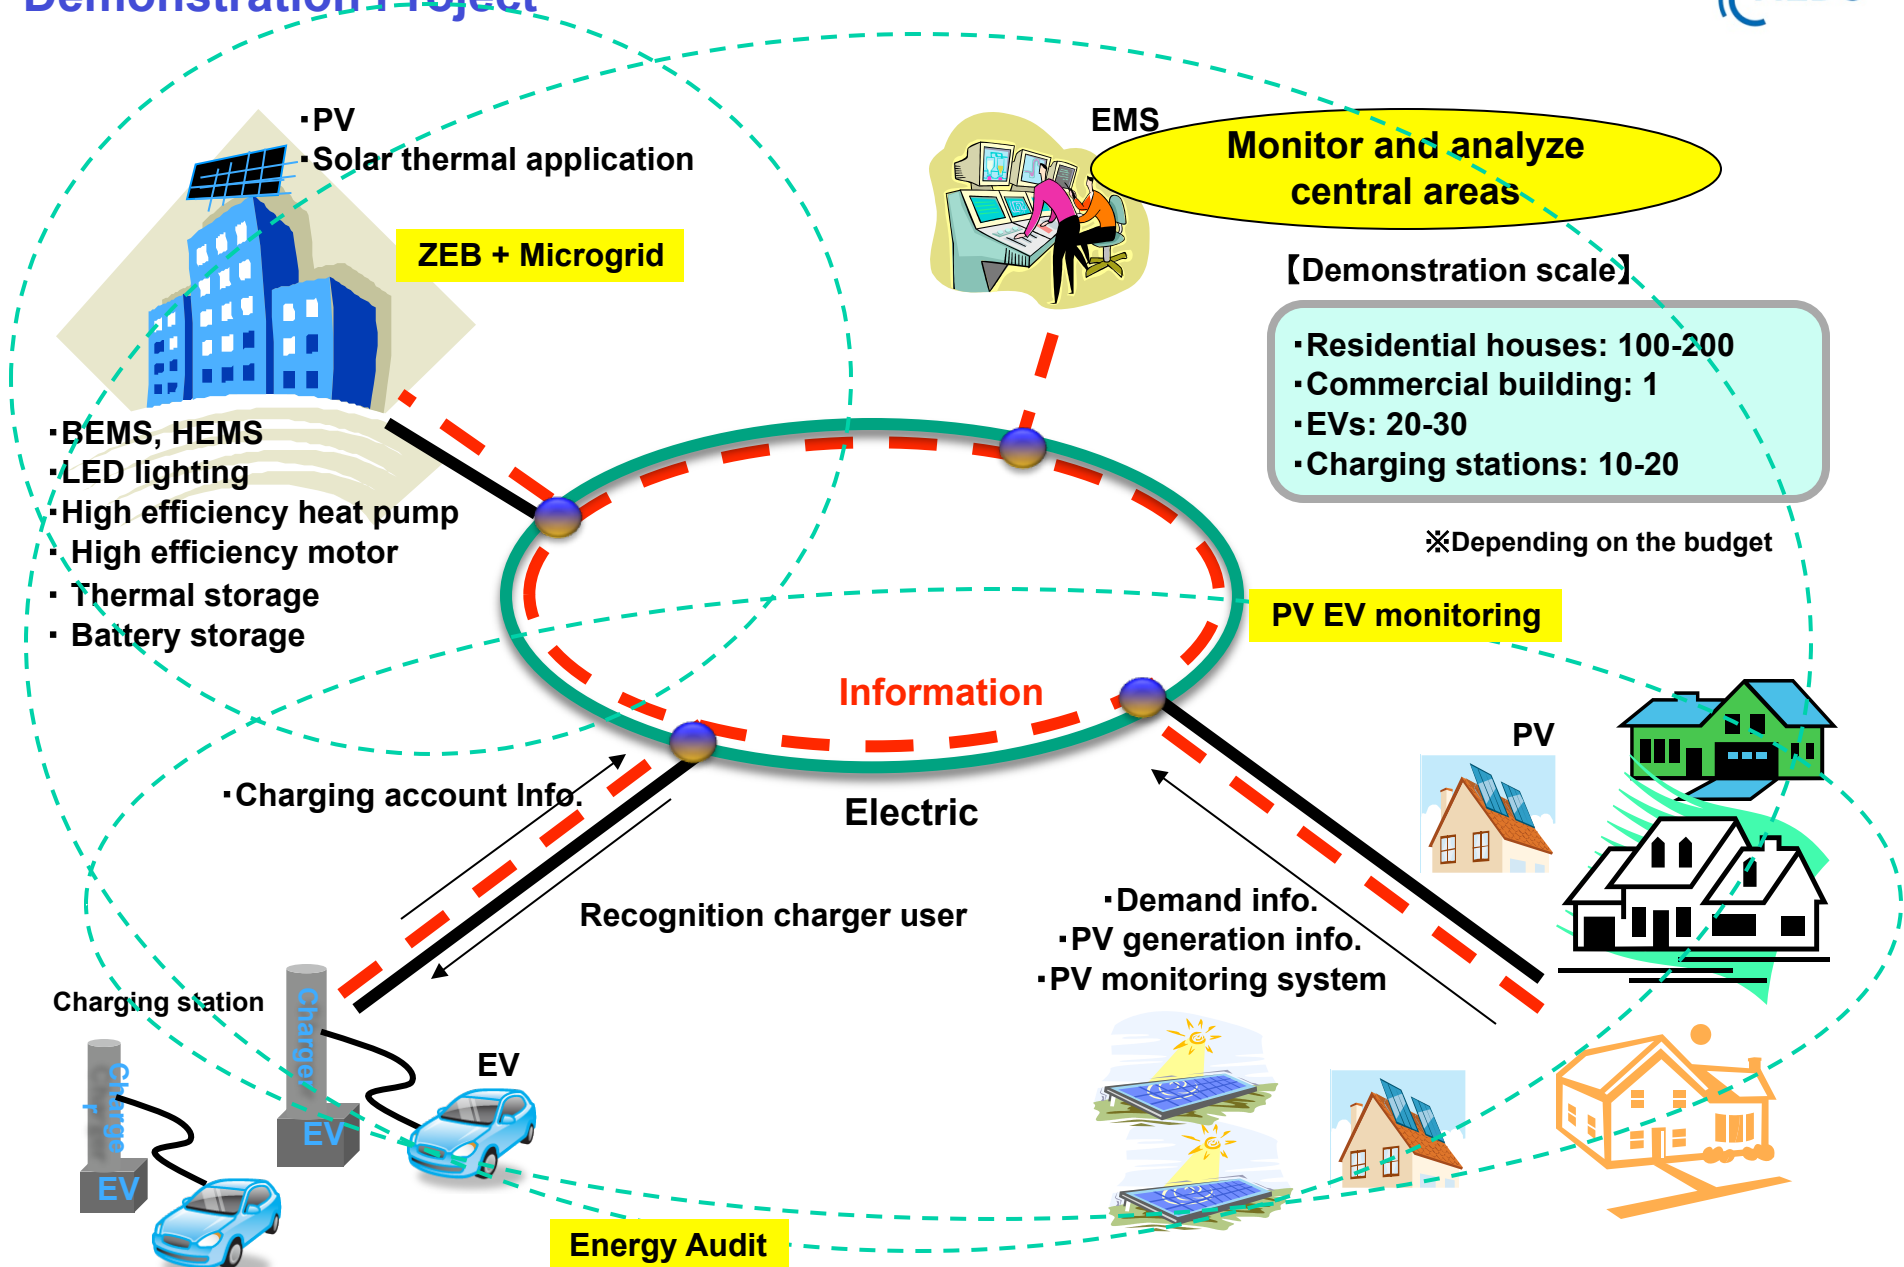 Demonstration Project
・PV
・Solar thermal application
ZEB + Microgrid
EMS
Monitor and analyze
central areas
【Demonstration scale】
・Residential houses: 100-200
・Commercial building: 1
・EVs: 20-30
・Charging stations: 10-20
※Depending on the budget
・BEMS, HEMS
・LED lighting
・High efficiency heat pump
・ High efficiency motor
・ Thermal storage
・ Battery storage
PV EV monitoring
Information
Electric
PV
・Charging account Info.
Recognition charger user
・Demand info.
・PV generation info.
・PV monitoring system
Charging station
Charger
EV
EV
Charge
r
EV
Energy Audit